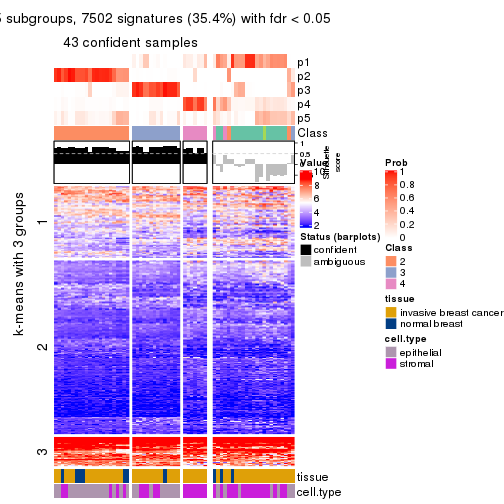 5 subgroups, 7502 signatures (35.4%) with fdr < 0.05
43 confident samples
p1
p2
p3
p4
p5
Class
1
0.5
0
Silhouette
score
k-means with 3 groups
1
2
3
tissue
cell.type
Value
10
8
6
4
2
Status (barplots)
confident
ambiguous
Prob
1
0.8
0.6
0.4
0.2
0
Class
2
3
4
tissue
invasive breast cancer
normal breast
cell.type
epithelial
stromal